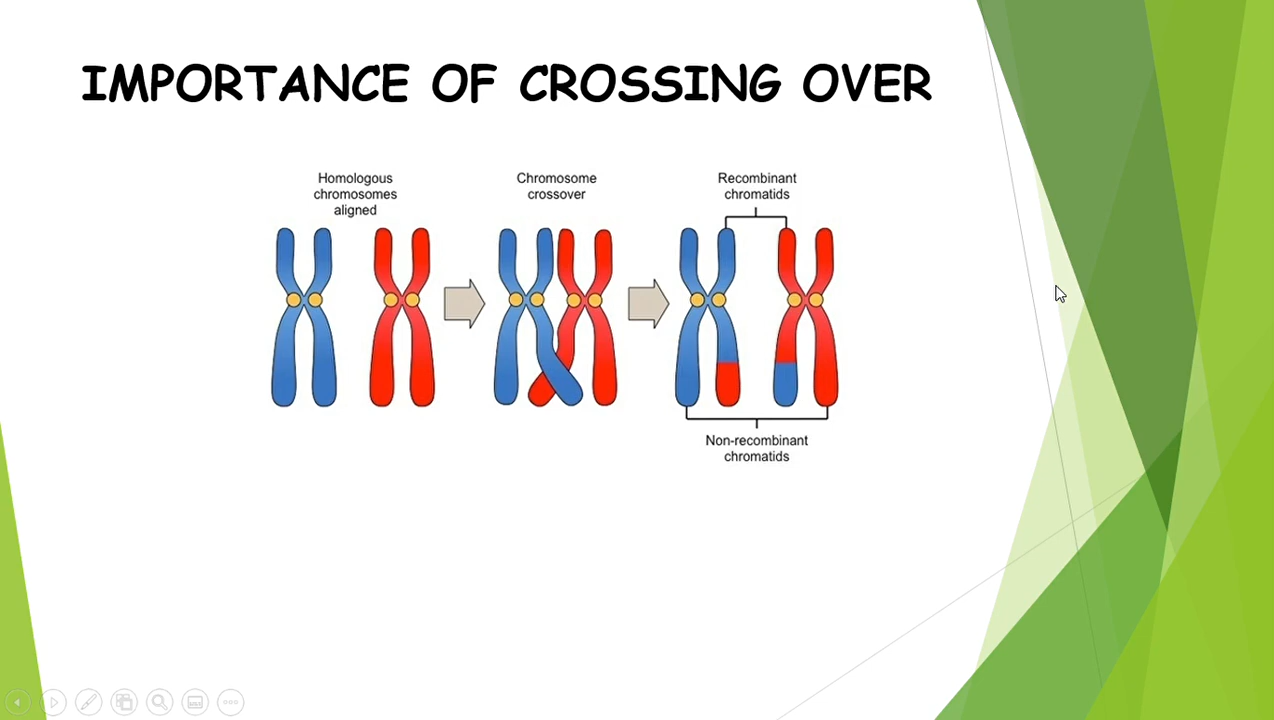 IMPORTANCE OF CROSSING OVER
Homologous
chromosomes
aligned
Chromosome
crossover
Recombinant
chromatids
Non-recombinant
chromatids